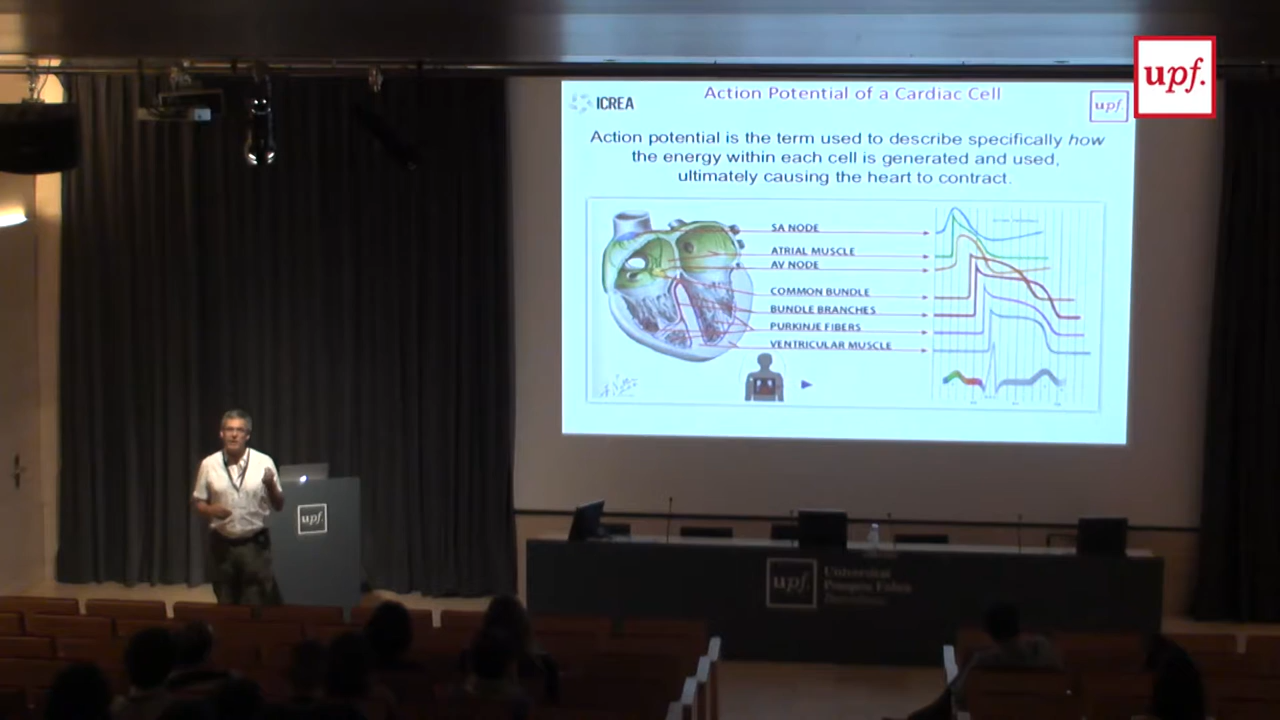 upf.
ICREA
Action Potential of a Cardiac Cell
upf.
Action potential is the term used to describe specifically how
the energy within each cell is generated and used,
ultimately causing the heart to contract.
SA NODE
ATRIAL MUSCLE
AV NODE
COMMON BUNDLE
BUNDLE BRANCHES
PURKINJE FIBERS
VENTRICULAR MUSCLE
upf.
upf.
Universitat
Pompeu Fabra
Barcelona